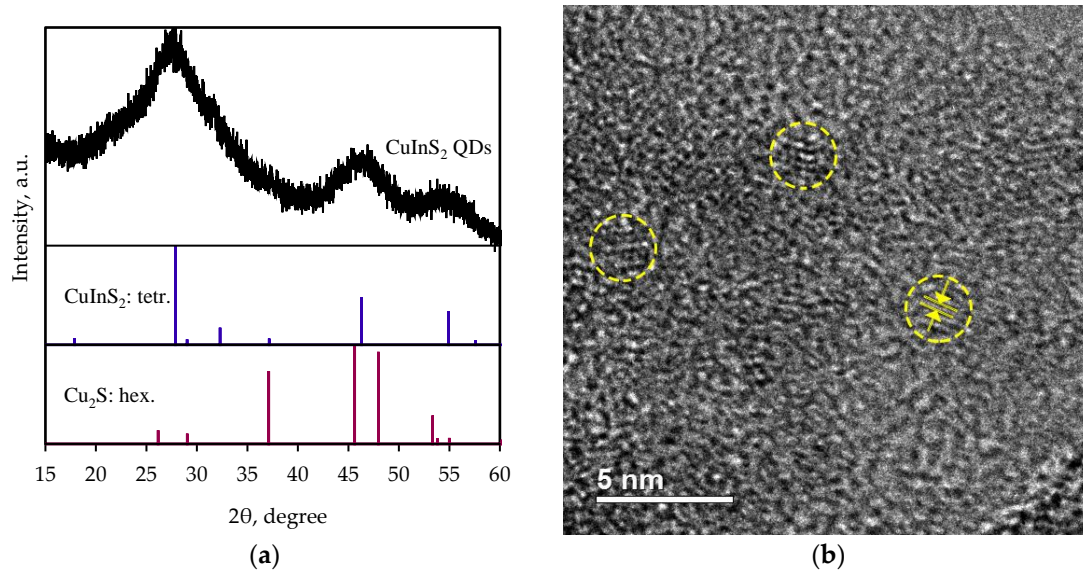 Intensity, a.u.
CuInS₂ QDs
CuInS₂: tetr.
Cu₂S: hex.
15 20 25 30 35 40 45 50 55 60
2θ, degree
(a)
5 nm
(b)